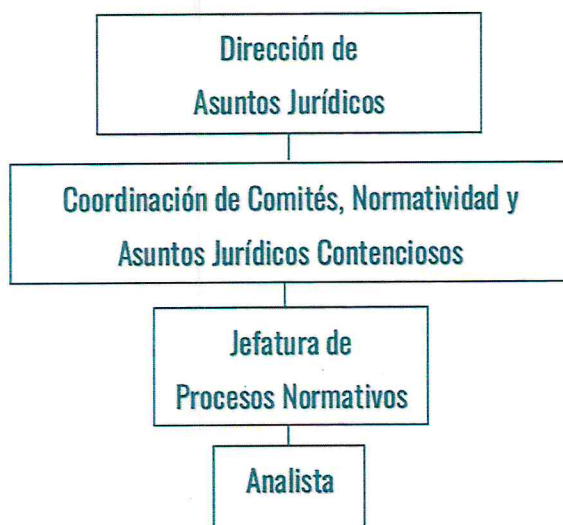 Dirección de
Asuntos Jurídicos
Coordinación de Comités, Normatividad y
Asuntos Jurídicos Contenciosos
Jefatura de
Procesos Normativos
Analista